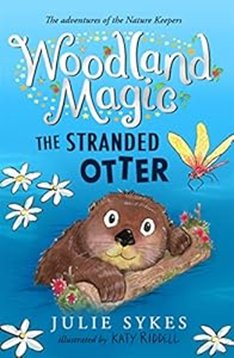 The adventures of the Nature Keepers
Woodland
Magic
THE STRANDED
OTTER
JULIE SYKES
illustrated by KATY RIDDELL